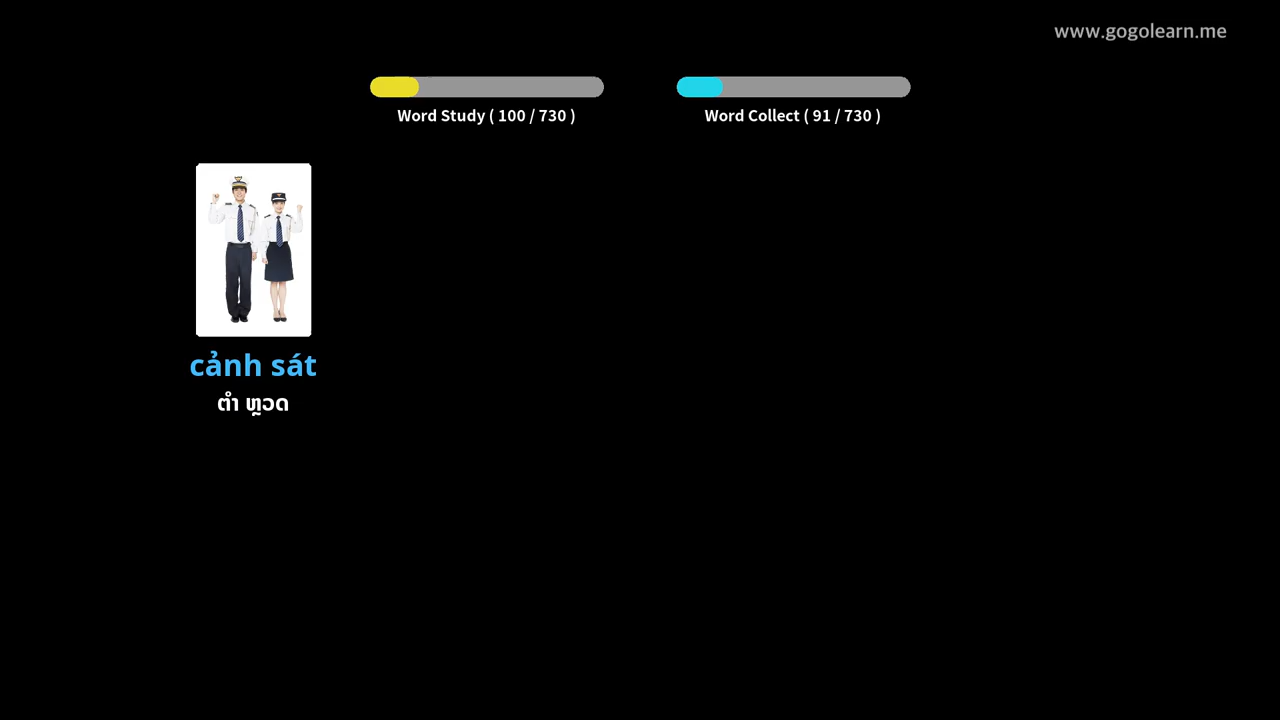 www.gogolearn.me
Word Study ( 100 / 730 )
Word Collect ( 91 / 730 )
cảnh sát
ຕຳ ຫຼວດ